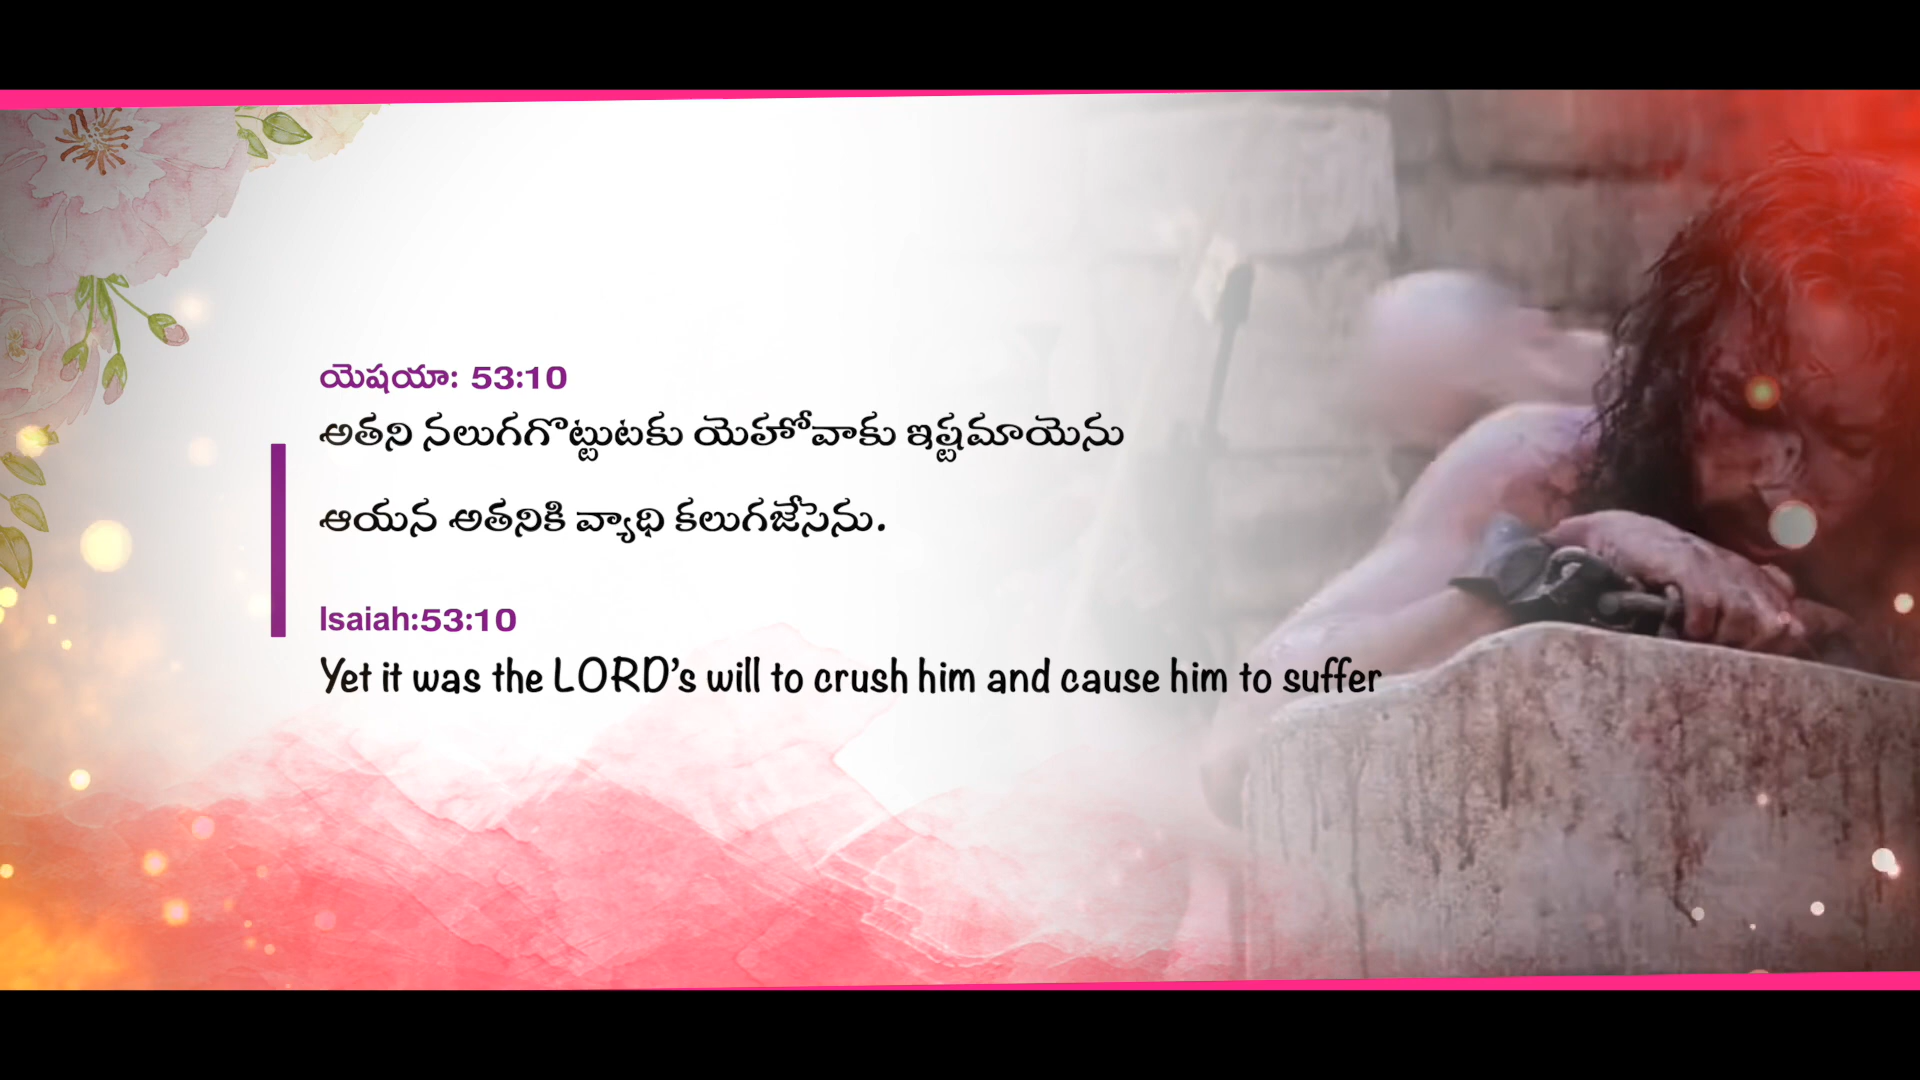 యెషయా: 53:10
అతని నలుగగొట్టుటకు యెహోవాకు ఇష్టమాయెను
ఆయన అతనికి వ్యాధి కలుగజేసెను.
Isaiah:53:10
Yet it was the LORD’s will to crush him and cause him to suffer